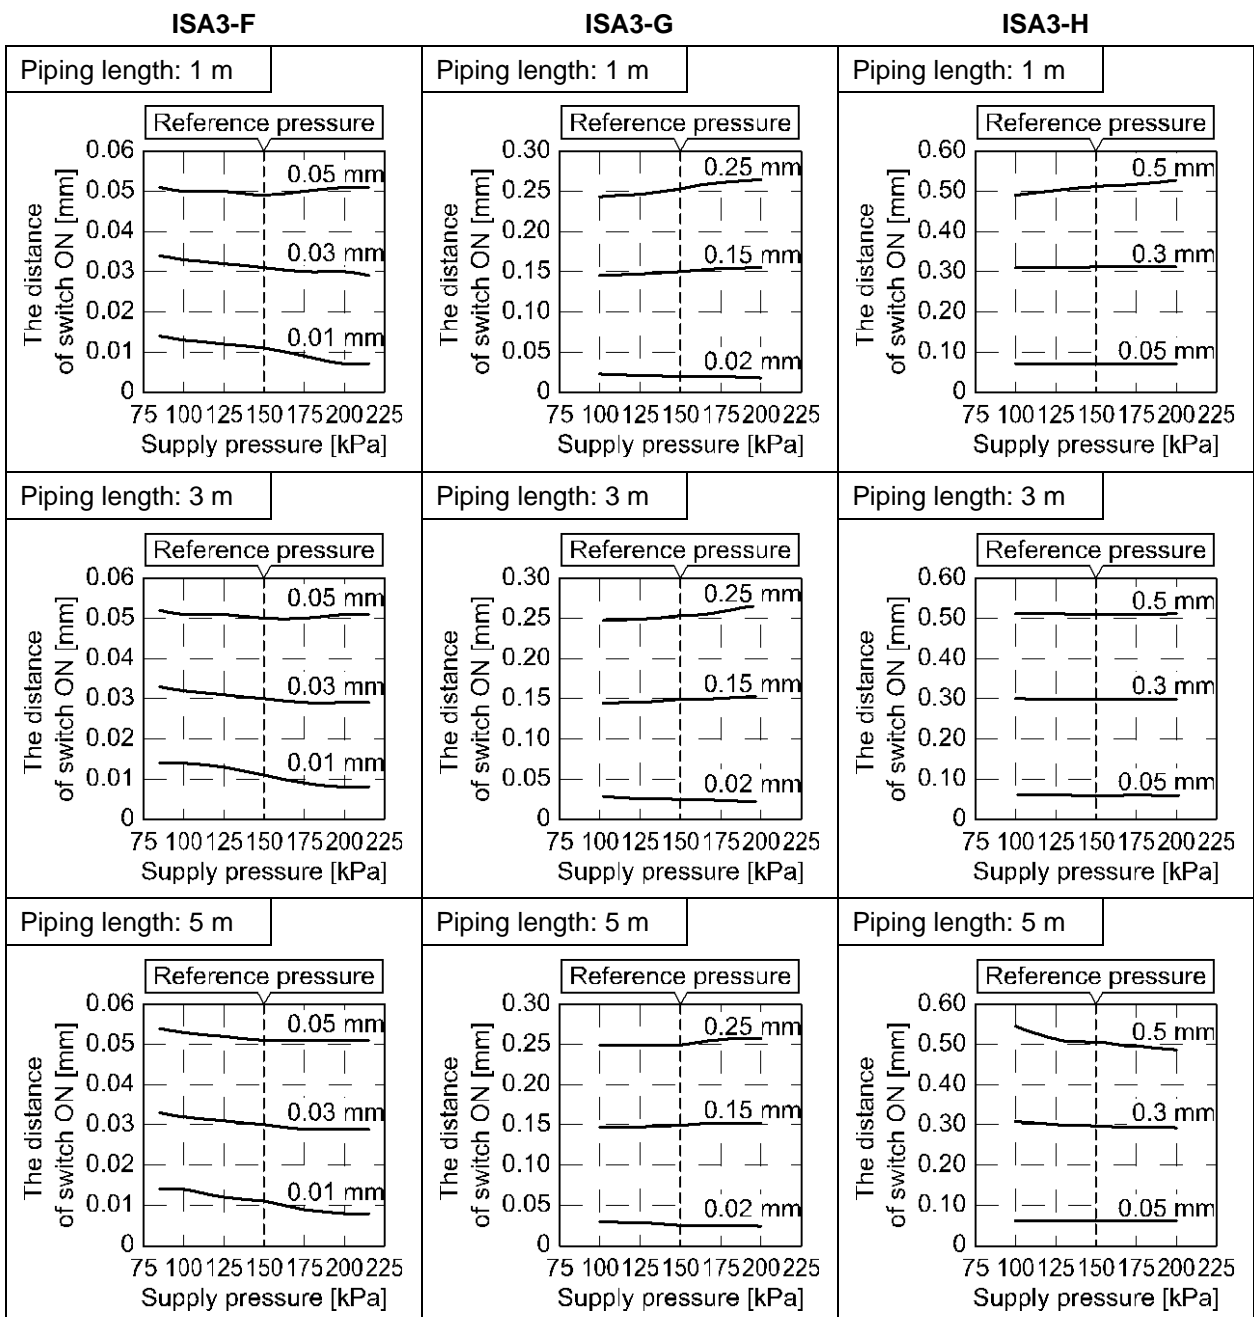 ISA3-F
ISA3-G
ISA3-H
Piping length: 1 m
Reference pressure
The distance
of switch ON [mm]
0.06
0.05
0.04
0.03
0.02
0.01
0
0.05 mm
0.03 mm
0.01 mm
75 100 125 150 175 200 225
Supply pressure [kPa]
Piping length: 1 m
Reference pressure
The distance
of switch ON [mm]
0.30
0.25
0.20
0.15
0.10
0.05
0
0.25 mm
0.15 mm
0.02 mm
75 100 125 150 175 200 225
Supply pressure [kPa]
Piping length: 1 m
Reference pressure
The distance
of switch ON [mm]
0.60
0.50
0.40
0.30
0.20
0.10
0
0.5 mm
0.3 mm
0.05 mm
75 100 125 150 175 200 225
Supply pressure [kPa]
Piping length: 3 m
Reference pressure
The distance
of switch ON [mm]
0.06
0.05
0.04
0.03
0.02
0.01
0
0.05 mm
0.03 mm
0.01 mm
75 100 125 150 175 200 225
Supply pressure [kPa]
Piping length: 3 m
Reference pressure
The distance
of switch ON [mm]
0.30
0.25
0.20
0.15
0.10
0.05
0
0.25 mm
0.15 mm
0.02 mm
75 100 125 150 175 200 225
Supply pressure [kPa]
Piping length: 3 m
Reference pressure
The distance
of switch ON [mm]
0.60
0.50
0.40
0.30
0.20
0.10
0
0.5 mm
0.3 mm
0.05 mm
75 100 125 150 175 200 225
Supply pressure [kPa]
Piping length: 5 m
Reference pressure
The distance
of switch ON [mm]
0.06
0.05
0.04
0.03
0.02
0.01
0
0.05 mm
0.03 mm
0.01 mm
75 100 125 150 175 200 225
Supply pressure [kPa]
Piping length: 5 m
Reference pressure
The distance
of switch ON [mm]
0.30
0.25
0.20
0.15
0.10
0.05
0
0.25 mm
0.15 mm
0.02 mm
75 100 125 150 175 200 225
Supply pressure [kPa]
Piping length: 5 m
Reference pressure
The distance
of switch ON [mm]
0.60
0.50
0.40
0.30
0.20
0.10
0
0.5 mm
0.3 mm
0.05 mm
75 100 125 150 175 200 225
Supply pressure [kPa]